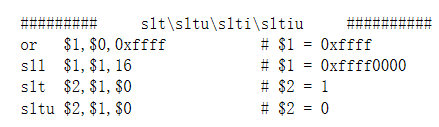 #########     slt\sltu\slti\sltiu     ##########
or   $1,$0,0xffff            # $1 = 0xffff
sll  $1,$1,16                # $1 = 0xffff0000
slt  $2,$1,$0                # $2 = 1
sltu $2,$1,$0                # $2 = 0